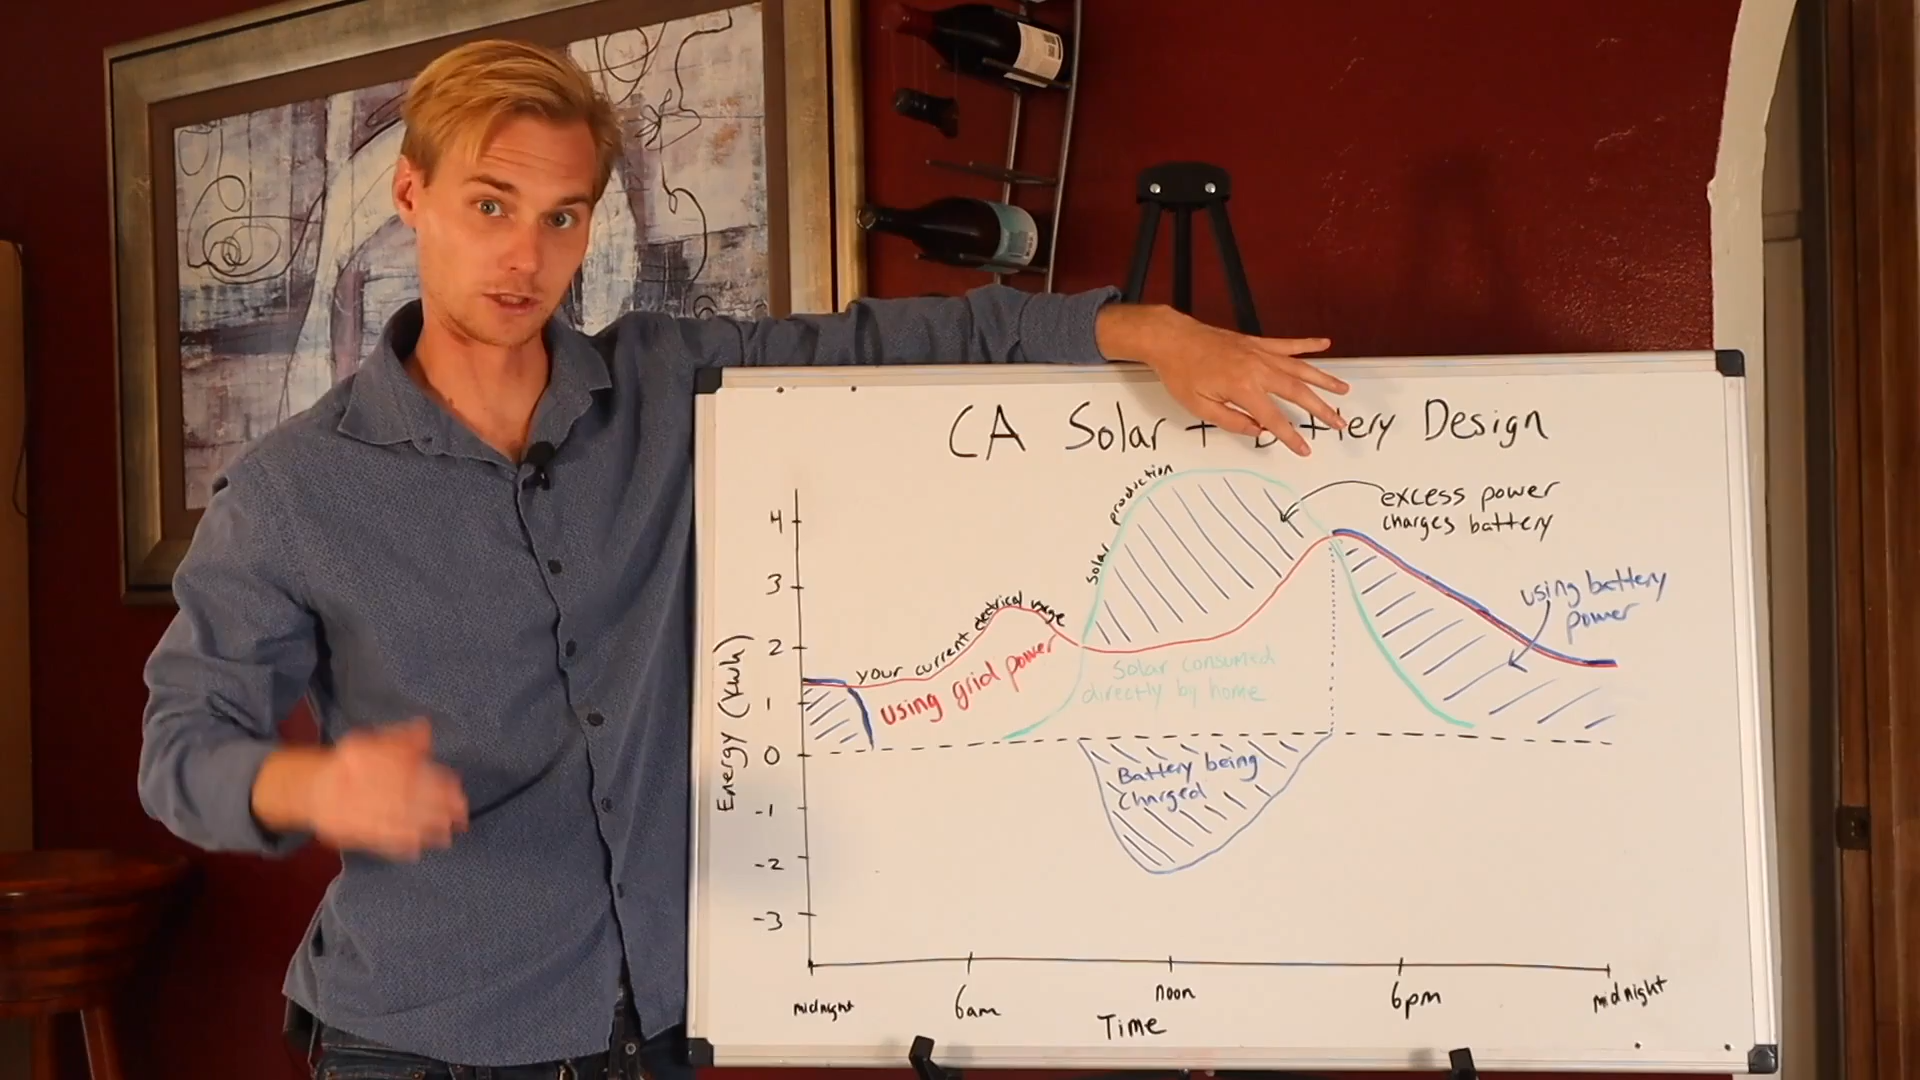 CA Solar + Battery Design
solar production
excess power
charges battery
using battery
power
your current electrical usage
using grid power
Solar consumed
directly by home
Battery being
Charged
Energy (kwh)
4
3
2
1
0
-1
-2
-3
midnight
6am
noon
6pm
midnight
Time